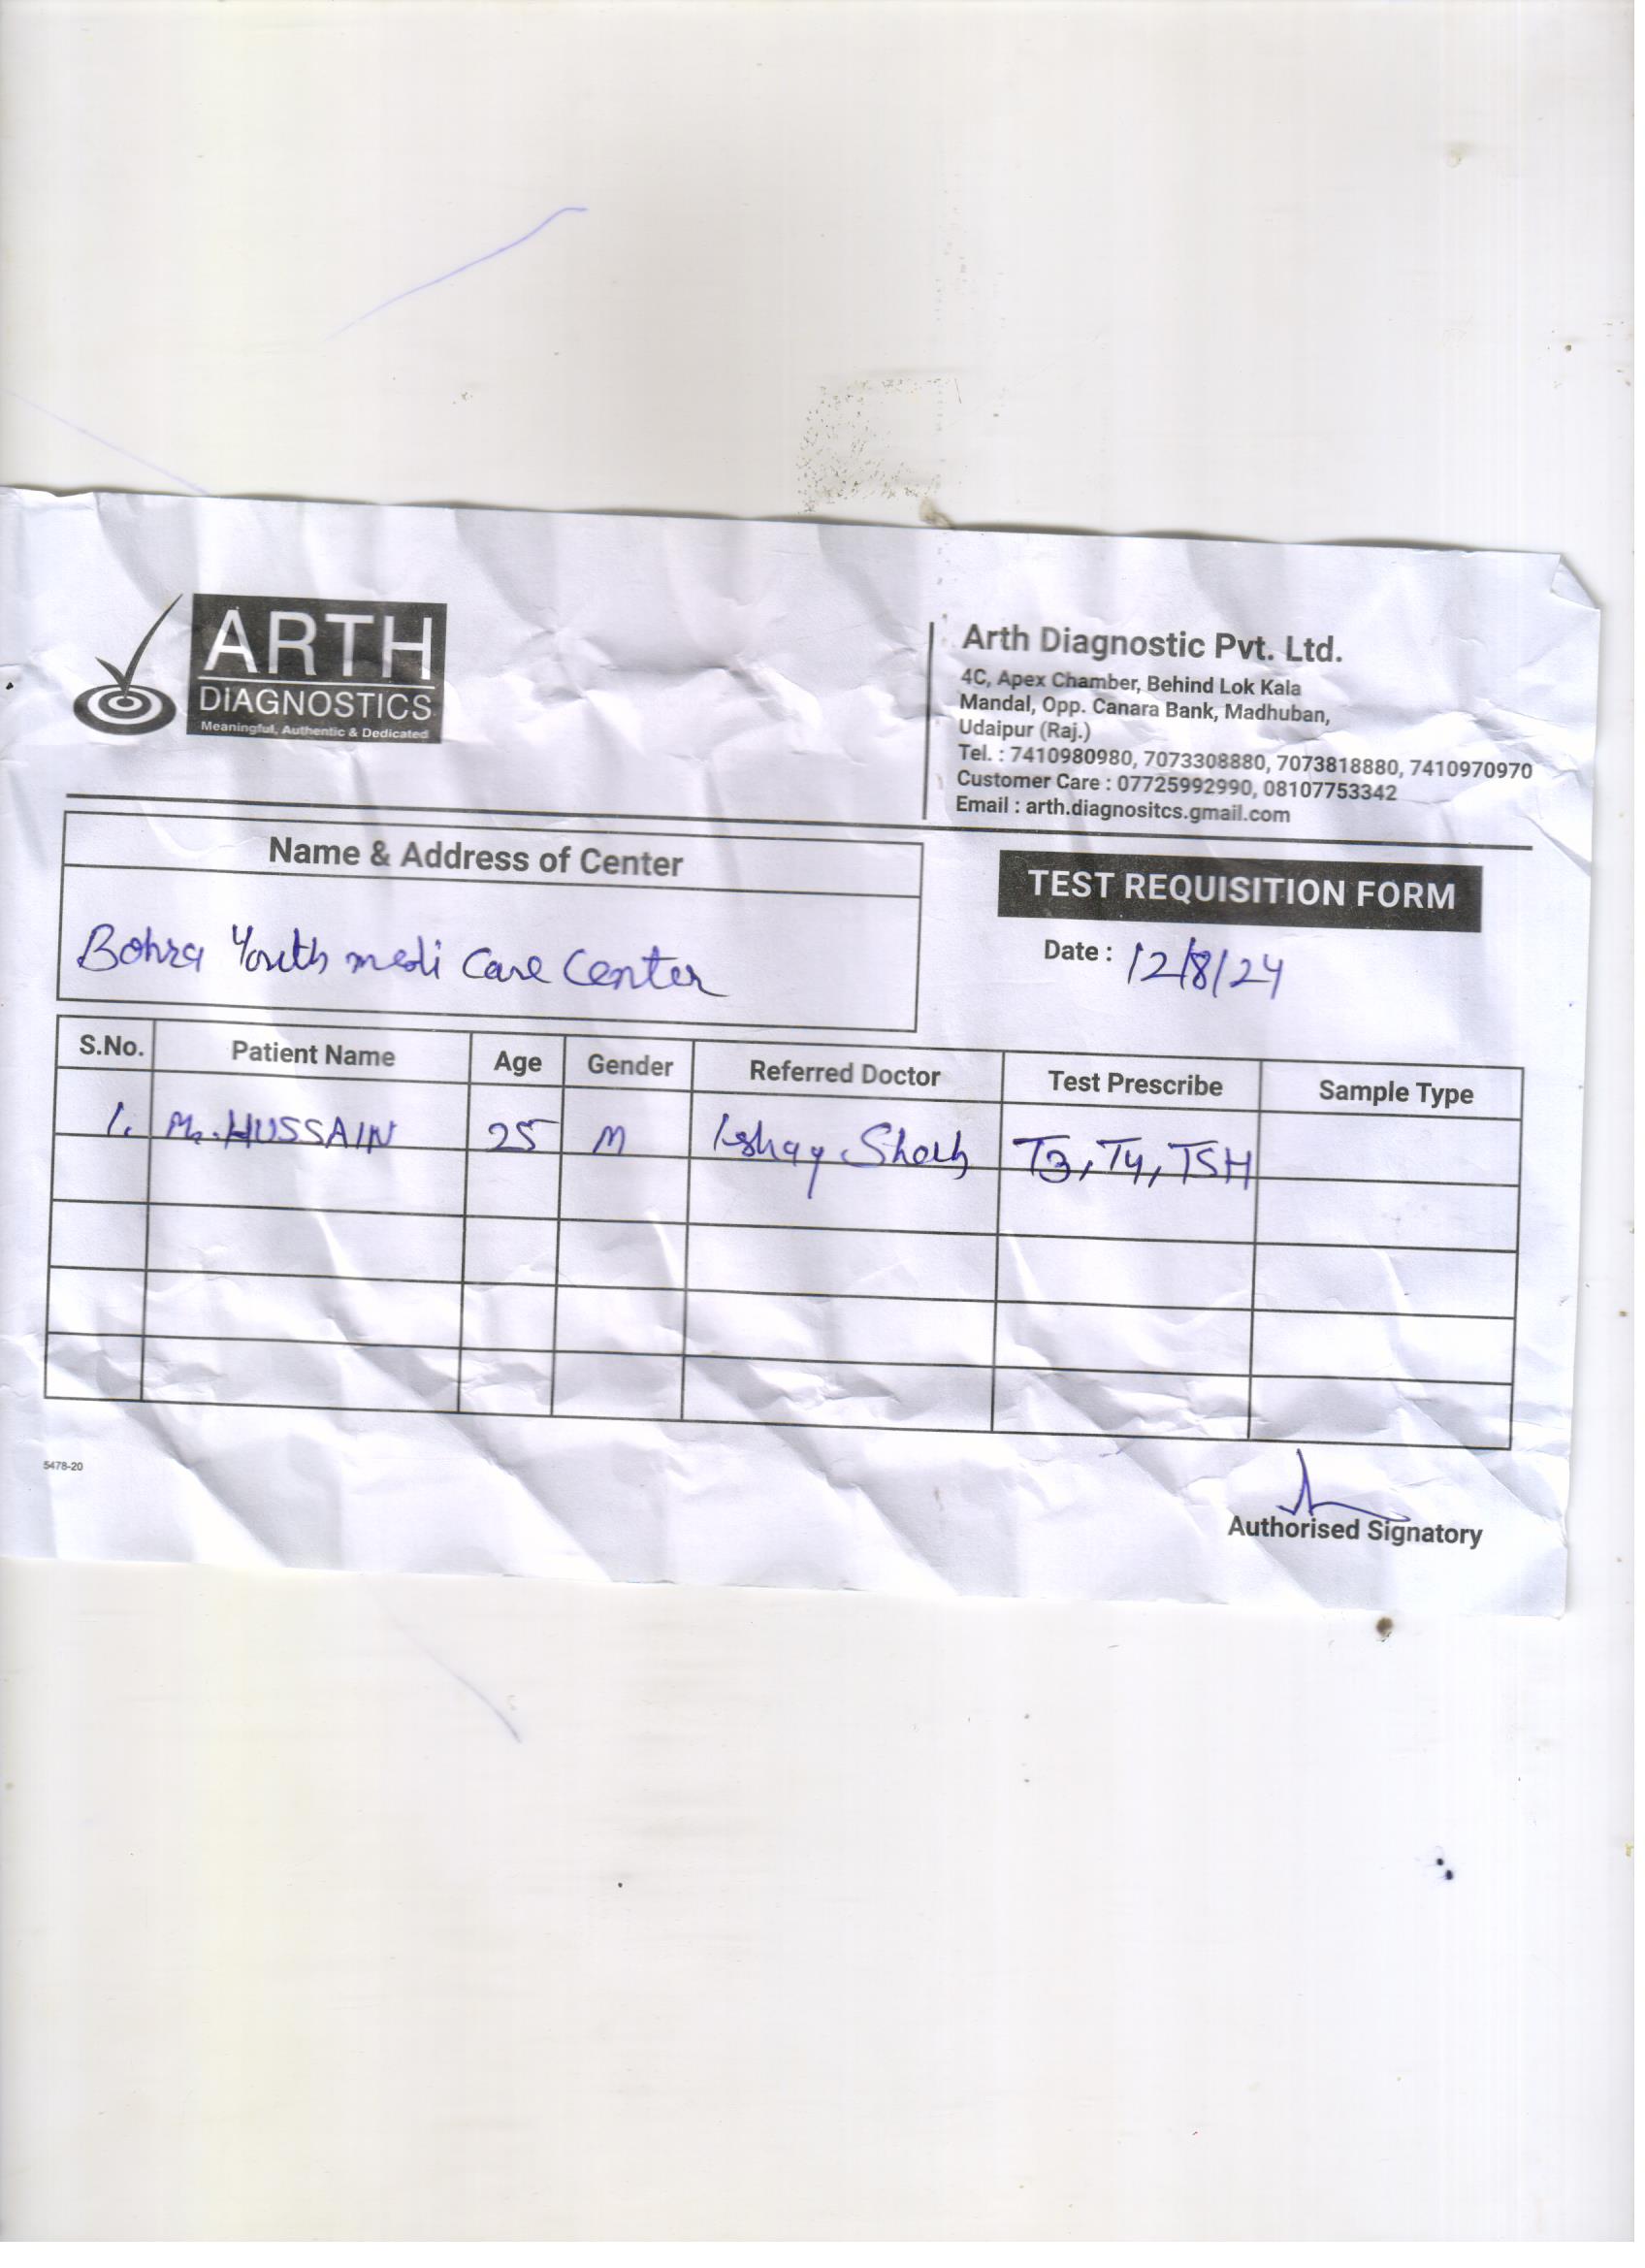 ARTH
DIAGNOSTICS
Meaningful, Authentic & Dedicated
Arth Diagnostic Pvt. Ltd.
4C, Apex Chamber, Behind Lok Kala
Mandal, Opp. Canara Bank, Madhuban,
Udaipur (Raj.)
Tel. : 7410980980, 7073308880, 7073818880, 7410970970
Customer Care : 07725992990, 08107753342
Email : arth.diagnositcs.gmail.com
Name & Address of Center
Bohra Youth medi Care Center
TEST REQUISITION FORM
Date : 12/8/24
S.No. Patient Name Age Gender Referred Doctor Test Prescribe Sample Type
1. Mr. HUSSAIN 25 M Shah T3, T4, TSH
5478-20
Authorised Signatory